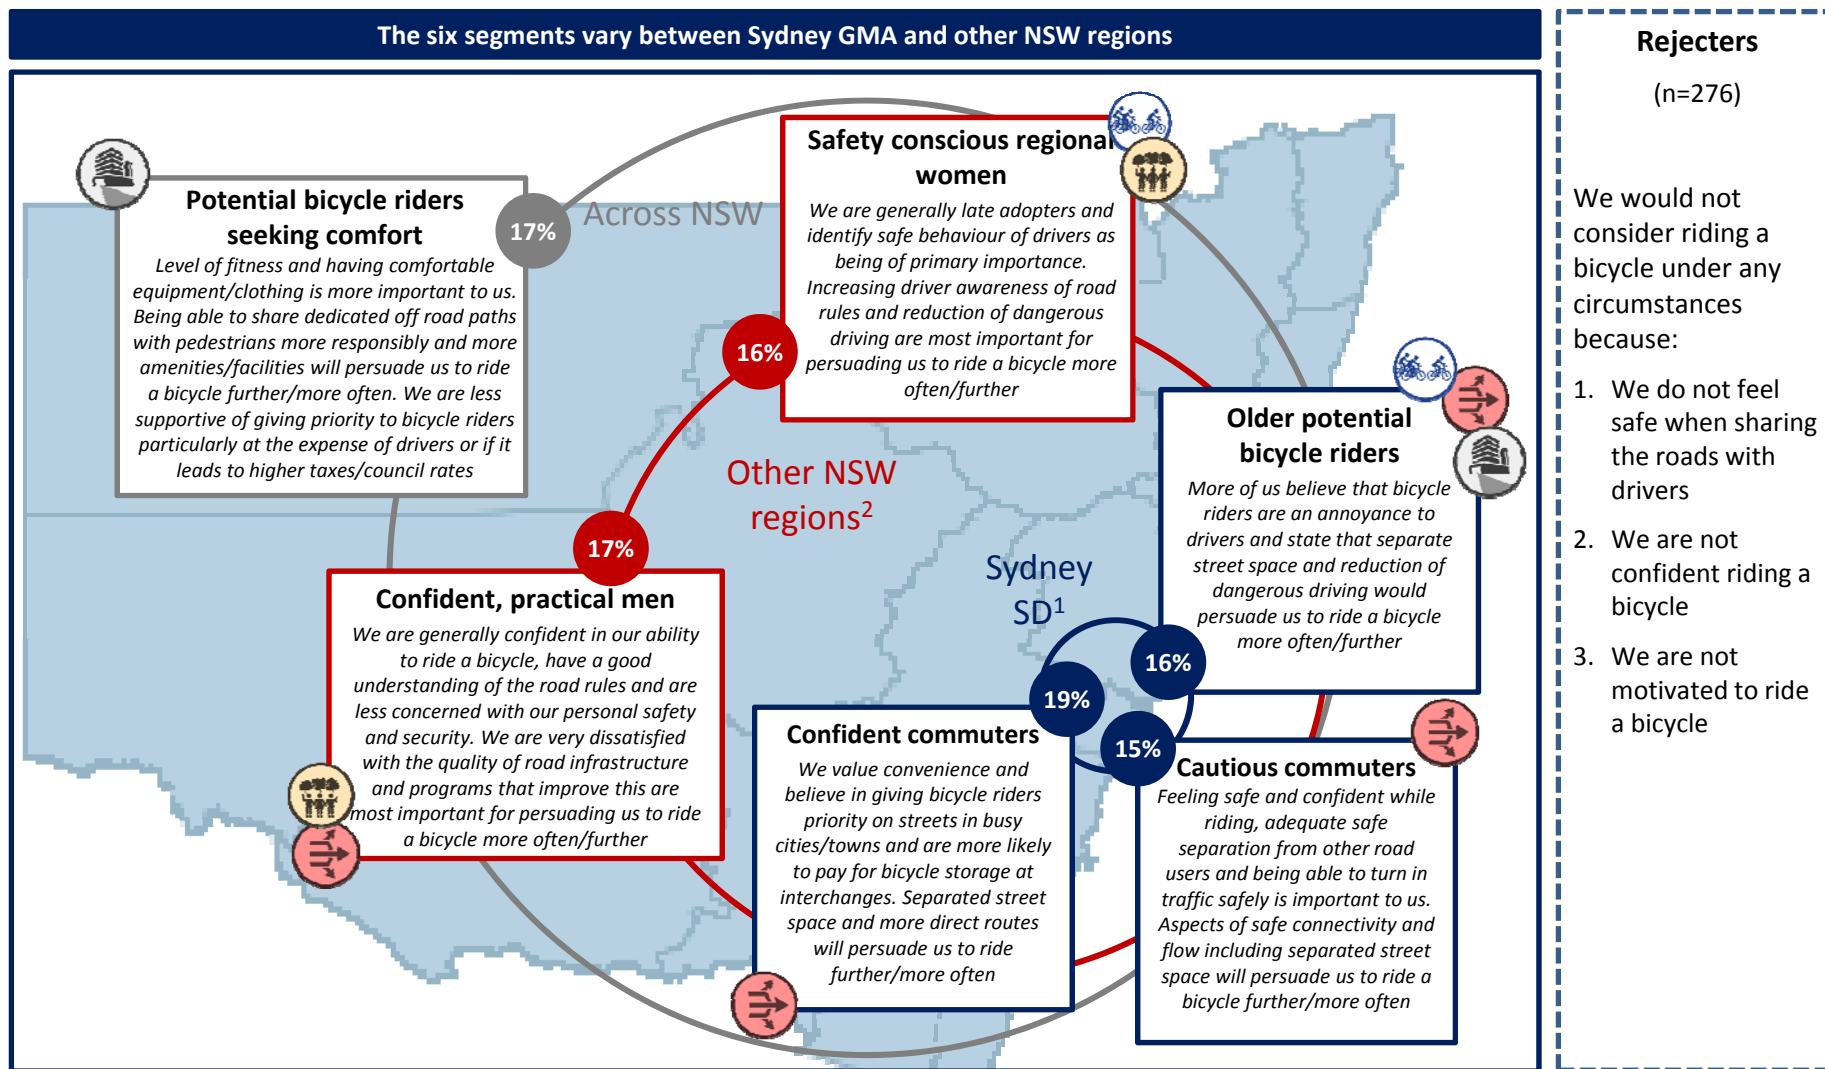 The six segments vary between Sydney GMA and other NSW regions
Potential bicycle riders
seeking comfort
Level of fitness and having comfortable
equipment/clothing is more important to us.
Being able to share dedicated off road paths
with pedestrians more responsibly and more
amenities/facilities will persuade us to ride
a bicycle further/more often. We are less
supportive of giving priority to bicycle riders
particularly at the expense of drivers or if it
leads to higher taxes/council rates
17%
Across NSW
Safety conscious regional
women
We are generally late adopters and
identify safe behaviour of drivers as
being of primary importance.
Increasing driver awareness of road
rules and reduction of dangerous
driving are most important for
persuading us to ride a bicycle more
often/further
16%
Other NSW
regions²
17%
Confident, practical men
We are generally confident in our ability
to ride a bicycle, have a good
understanding of the road rules and are
less concerned with our personal safety
and security. We are very dissatisfied
with the quality of road infrastructure
and programs that improve this are
most important for persuading us to ride
a bicycle more often/further
Older potential
bicycle riders
More of us believe that bicycle
riders are an annoyance to
drivers and state that separate
street space and reduction of
dangerous driving would
persuade us to ride a bicycle
more often/further
Sydney
SD¹
16%
19%
15%
Confident commuters
We value convenience and
believe in giving bicycle riders
priority on streets in busy
cities/towns and are more likely
to pay for bicycle storage at
interchanges. Separated street
space and more direct routes
will persuade us to ride
further/more often
Cautious commuters
Feeling safe and confident while
riding, adequate safe
separation from other road
users and being able to turn in
traffic safely is important to us.
Aspects of safe connectivity and
flow including separated street
space will persuade us to ride a
bicycle further/more often
Rejecters
(n=276)
We would not
consider riding a
bicycle under any
circumstances
because:
1. We do not feel
safe when sharing
the roads with
drivers
2. We are not
confident riding a
bicycle
3. We are not
motivated to ride
a bicycle